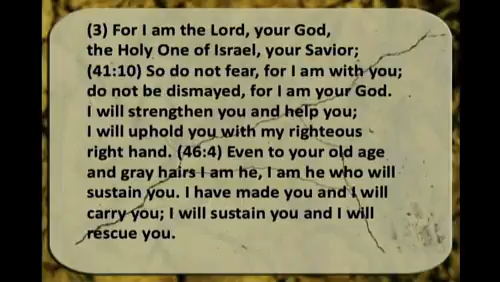 (3) For I am the Lord, your God,
the Holy One of Israel, your Savior;
(41:10) So do not fear, for I am with you;
do not be dismayed, for I am your God.
I will strengthen you and help you;
I will uphold you with my righteous
right hand. (46:4) Even to your old age
and gray hairs I am he, I am he who will
sustain you. I have made you and I will
carry you; I will sustain you and I will
rescue you.